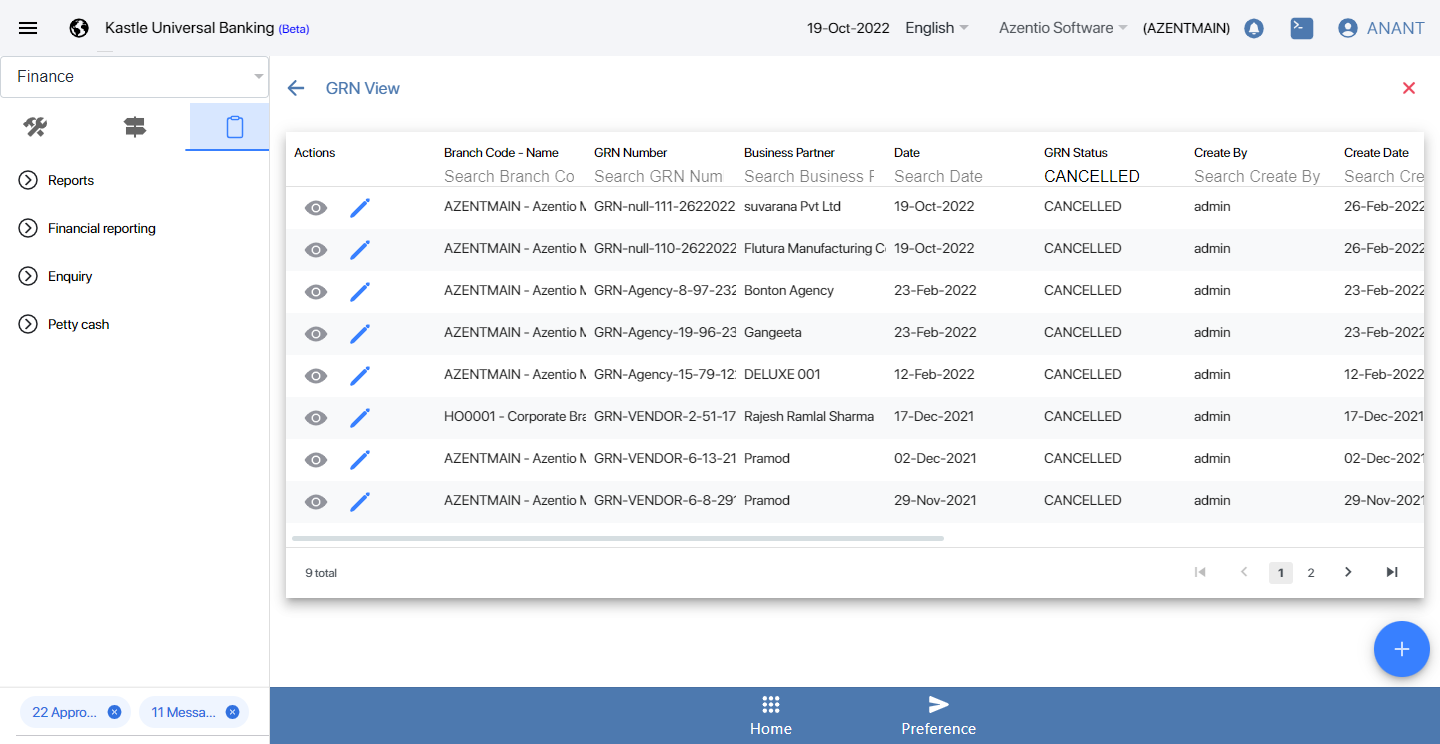 Kastle Universal Banking (Beta)
19-Oct-2022 English Azentio Software (AZENTMAIN) ANANT
Finance
GRN View
Reports
Financial reporting
Enquiry
Petty cash
Actions Branch Code - Name GRN Number Business Partner Date GRN Status Create By Create Date
Search Branch Co Search GRN Num Search Business F Search Date CANCELLED Search Create By Search Cre
AZENTMAIN - Azentio M GRN-null-111-2622022 suvarana Pvt Ltd 19-Oct-2022 CANCELLED admin 26-Feb-2022
AZENTMAIN - Azentio M GRN-null-110-2622022 Flutura Manufacturing Co 19-Oct-2022 CANCELLED admin 26-Feb-2022
AZENTMAIN - Azentio M GRN-Agency-8-97-232 Bonton Agency 23-Feb-2022 CANCELLED admin 23-Feb-2022
AZENTMAIN - Azentio M GRN-Agency-19-96-23 Gangeeta 23-Feb-2022 CANCELLED admin 23-Feb-2022
AZENTMAIN - Azentio M GRN-Agency-15-79-122 DELUXE 001 12-Feb-2022 CANCELLED admin 12-Feb-2022
HO0001 - Corporate Bra GRN-VENDOR-2-51-17 Rajesh Ramlal Sharma 17-Dec-2021 CANCELLED admin 17-Dec-2021
AZENTMAIN - Azentio M GRN-VENDOR-6-13-21 Pramod 02-Dec-2021 CANCELLED admin 02-Dec-2021
AZENTMAIN - Azentio M GRN-VENDOR-6-8-291 Pramod 29-Nov-2021 CANCELLED admin 29-Nov-2021
9 total
1 2
22 Appro... 11 Messa...
Home Preference